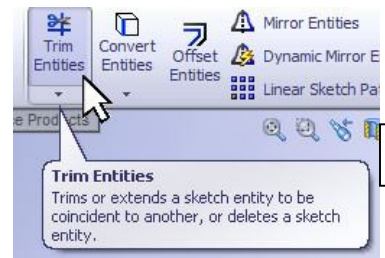 Trim Entities
Convert Entities
Offset Entities
Mirror Entities
Dynamic Mirror E
Linear Sketch Pa
e Products
Trim Entities
Trims or extends a sketch entity to be
coincident to another, or deletes a sketch
entity.